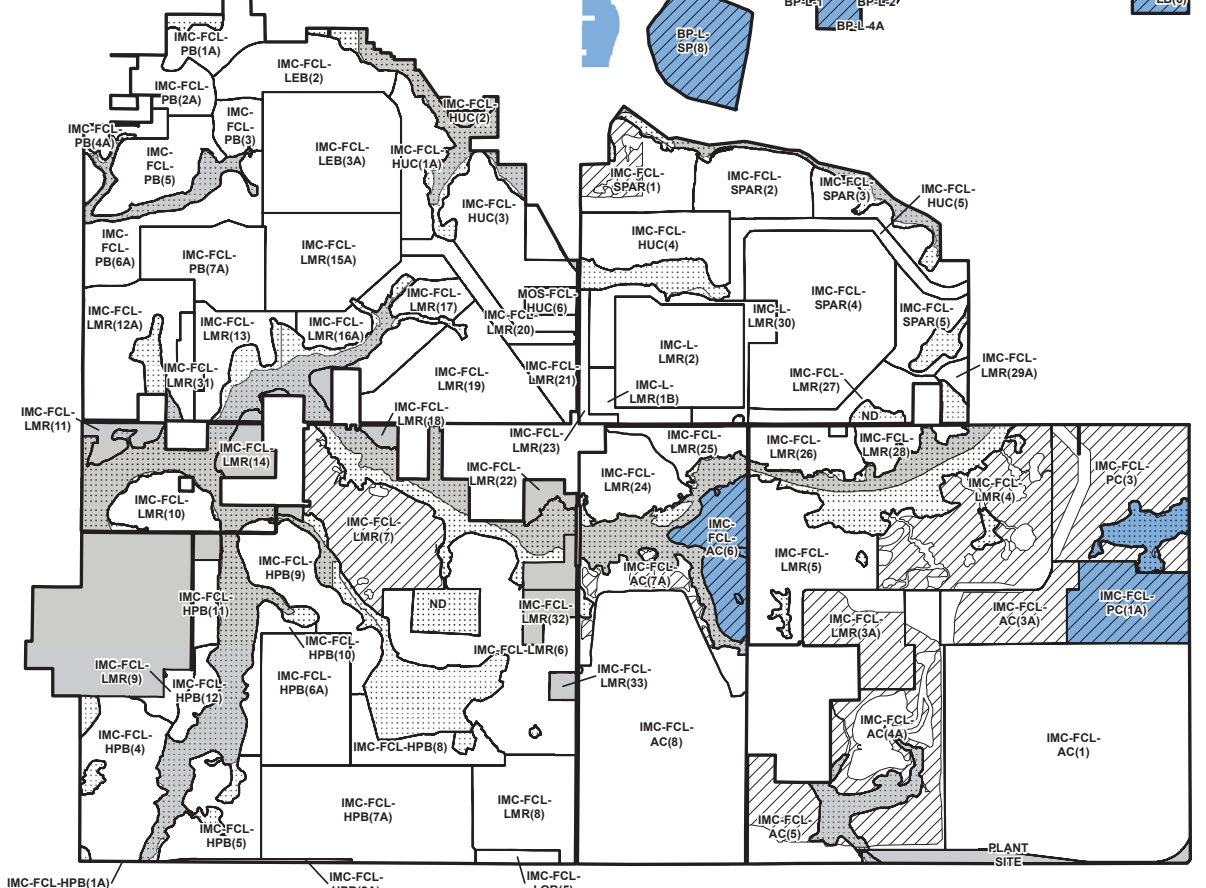 BP-L-1
BP-L-2
BP-L-4A
BP-L-
SP(8)
IMC-FCL-
PB(1A)
IMC-FCL-
LEB(2)
IMC-FCL-
PB(2A)
IMC-
FCL-
PB(3)
IMC-FCL-
HUC(2)
IMC-FCL-
PB(4A)
IMC-
FCL-
PB(5)
IMC-FCL-
LEB(3A)
IMC-FCL-
HUC(1A)
IMC-FCL-
SPAR(1)
IMC-FCL-
SPAR(2)
IMC-FCL-
SPAR(3)
IMC-FCL-
HUC(5)
IMC-FCL-
HUC(3)
IMC-
FCL-
PB(6A)
IMC-FCL-
PB(7A)
IMC-FCL-
LMR(15A)
IMC-FCL-
HUC(4)
IMC-FCL-
SPAR(4)
IMC-FCL-
LMR(12A)
IMC-FCL-
LMR(13)
IMC-FCL-
LMR(16A)
IMC-FCL-
LMR(17)
MOS-FCL-
HUC(6)
IMC-FCL-
LMR(20)
IMC-L-
LMR(30)
IMC-FCL-
SPAR(5)
IMC-L-
LMR(2)
IMC-FCL-
LMR(31)
IMC-FCL-
LMR(19)
IMC-FCL-
LMR(21)
IMC-L-
LMR(1B)
IMC-FCL-
LMR(27)
IMC-FCL-
LMR(29A)
ND
IMC-FCL-
LMR(11)
IMC-FCL-
LMR(18)
IMC-FCL-
LMR(23)
IMC-FCL-
LMR(25)
IMC-FCL-
LMR(26)
IMC-FCL-
LMR(28)
IMC-FCL-
LMR(14)
IMC-FCL-
LMR(22)
IMC-FCL-
LMR(24)
IMC-FCL-
LMR(4)
IMC-FCL-
PC(3)
IMC-FCL-
LMR(10)
IMC-FCL-
LMR(7)
IMC-
FCL-
AC(6)
IMC-FCL-
HPB(9)
IMC-FCL-
AC(7A)
IMC-FCL-
LMR(5)
IMC-FCL-
HPB(11)
ND
IMC-FCL-
LMR(32)
IMC-FCL-
LMR(3A)
IMC-FCL-
AC(3A)
IMC-FCL-
PC(1A)
IMC-FCL-
HPB(10)
IMC-FCL-LMR(6)
IMC-FCL-
LMR(9)
IMC-FCL-
HPB(12)
IMC-FCL-
HPB(6A)
IMC-FCL-
LMR(33)
IMC-FCL-
HPB(4)
IMC-FCL-HPB(8)
IMC-FCL-
AC(8)
IMC-FCL-
AC(4A)
IMC-FCL-
AC(1)
IMC-FCL-
HPB(5)
IMC-FCL-
HPB(7A)
IMC-FCL-
LMR(8)
IMC-FCL-
AC(5)
PLANT
SITE
IMC-FCL-HPB(1A)
IMC-FCL-
IMC-FCL-